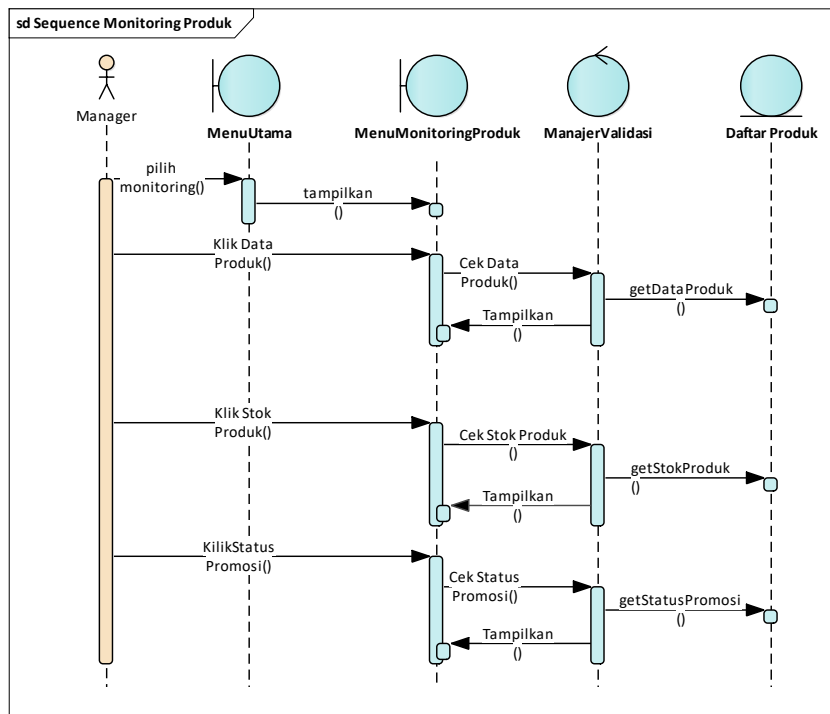 sd Sequence Monitoring Produk
Manager
MenuUtama
MenuMonitoringProduk
ManajerValidasi
Daftar Produk
pilih
monitoring()
tampilkan
()
Klik Data
Produk()
Cek Data
Produk()
getDataProduk
()
Tampilkan
()
Klik Stok
Produk()
Cek Stok Produk
()
getStokProduk
()
Tampilkan
()
KilikStatus
Promosi()
Cek Status
Promosi()
getStatusPromosi
()
Tampilkan
()